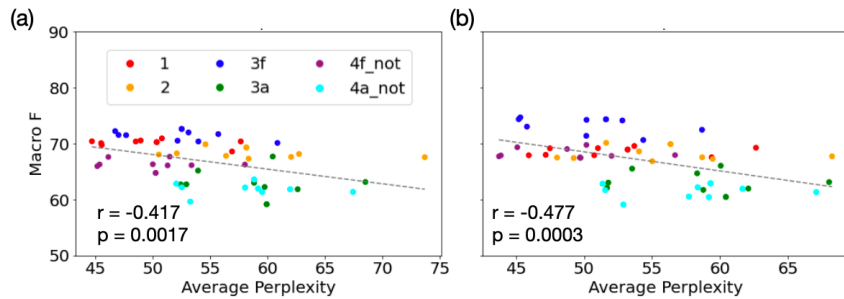 (a)
(b)
90
80
70
60
50
Macro F
1
3f
4f_not
2
3a
4a_not
r = -0.417
p = 0.0017
r = -0.477
p = 0.0003
45 50 55 60 65 70 75
45 50 55 60 65
Average Perplexity
Average Perplexity